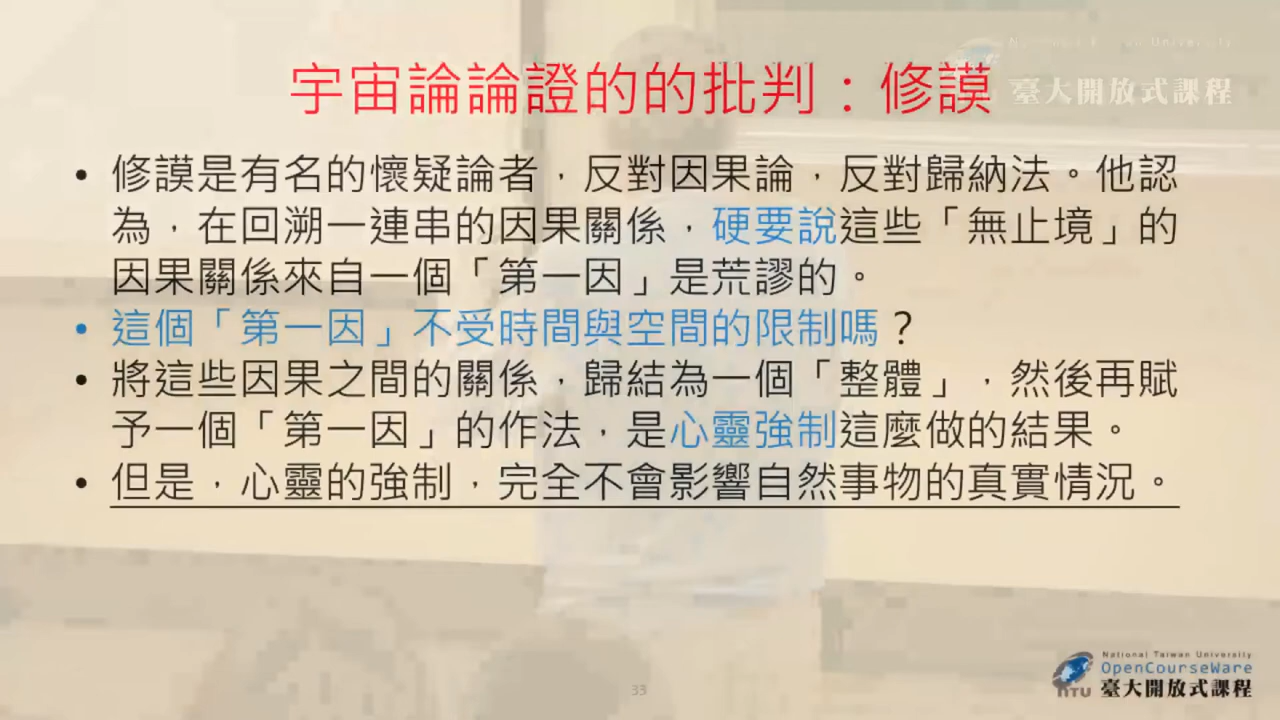 National Taiwan University
臺大開放式課程
宇宙論論證的的批判：修謨
• 修謨是有名的懷疑論者，反對因果論，反對歸納法。他認
為，在回溯一連串的因果關係，硬要說這些「無止境」的
因果關係來自一個「第一因」是荒謬的。
• 這個「第一因」不受時間與空間的限制嗎？
• 將這些因果之間的關係，歸結為一個「整體」，然後再賦
予一個「第一因」的作法，是心靈強制這麼做的結果。
• 但是，心靈的強制，完全不會影響自然事物的真實情況。
33
National Taiwan University
OpenCourseWare
NTU 臺大開放式課程